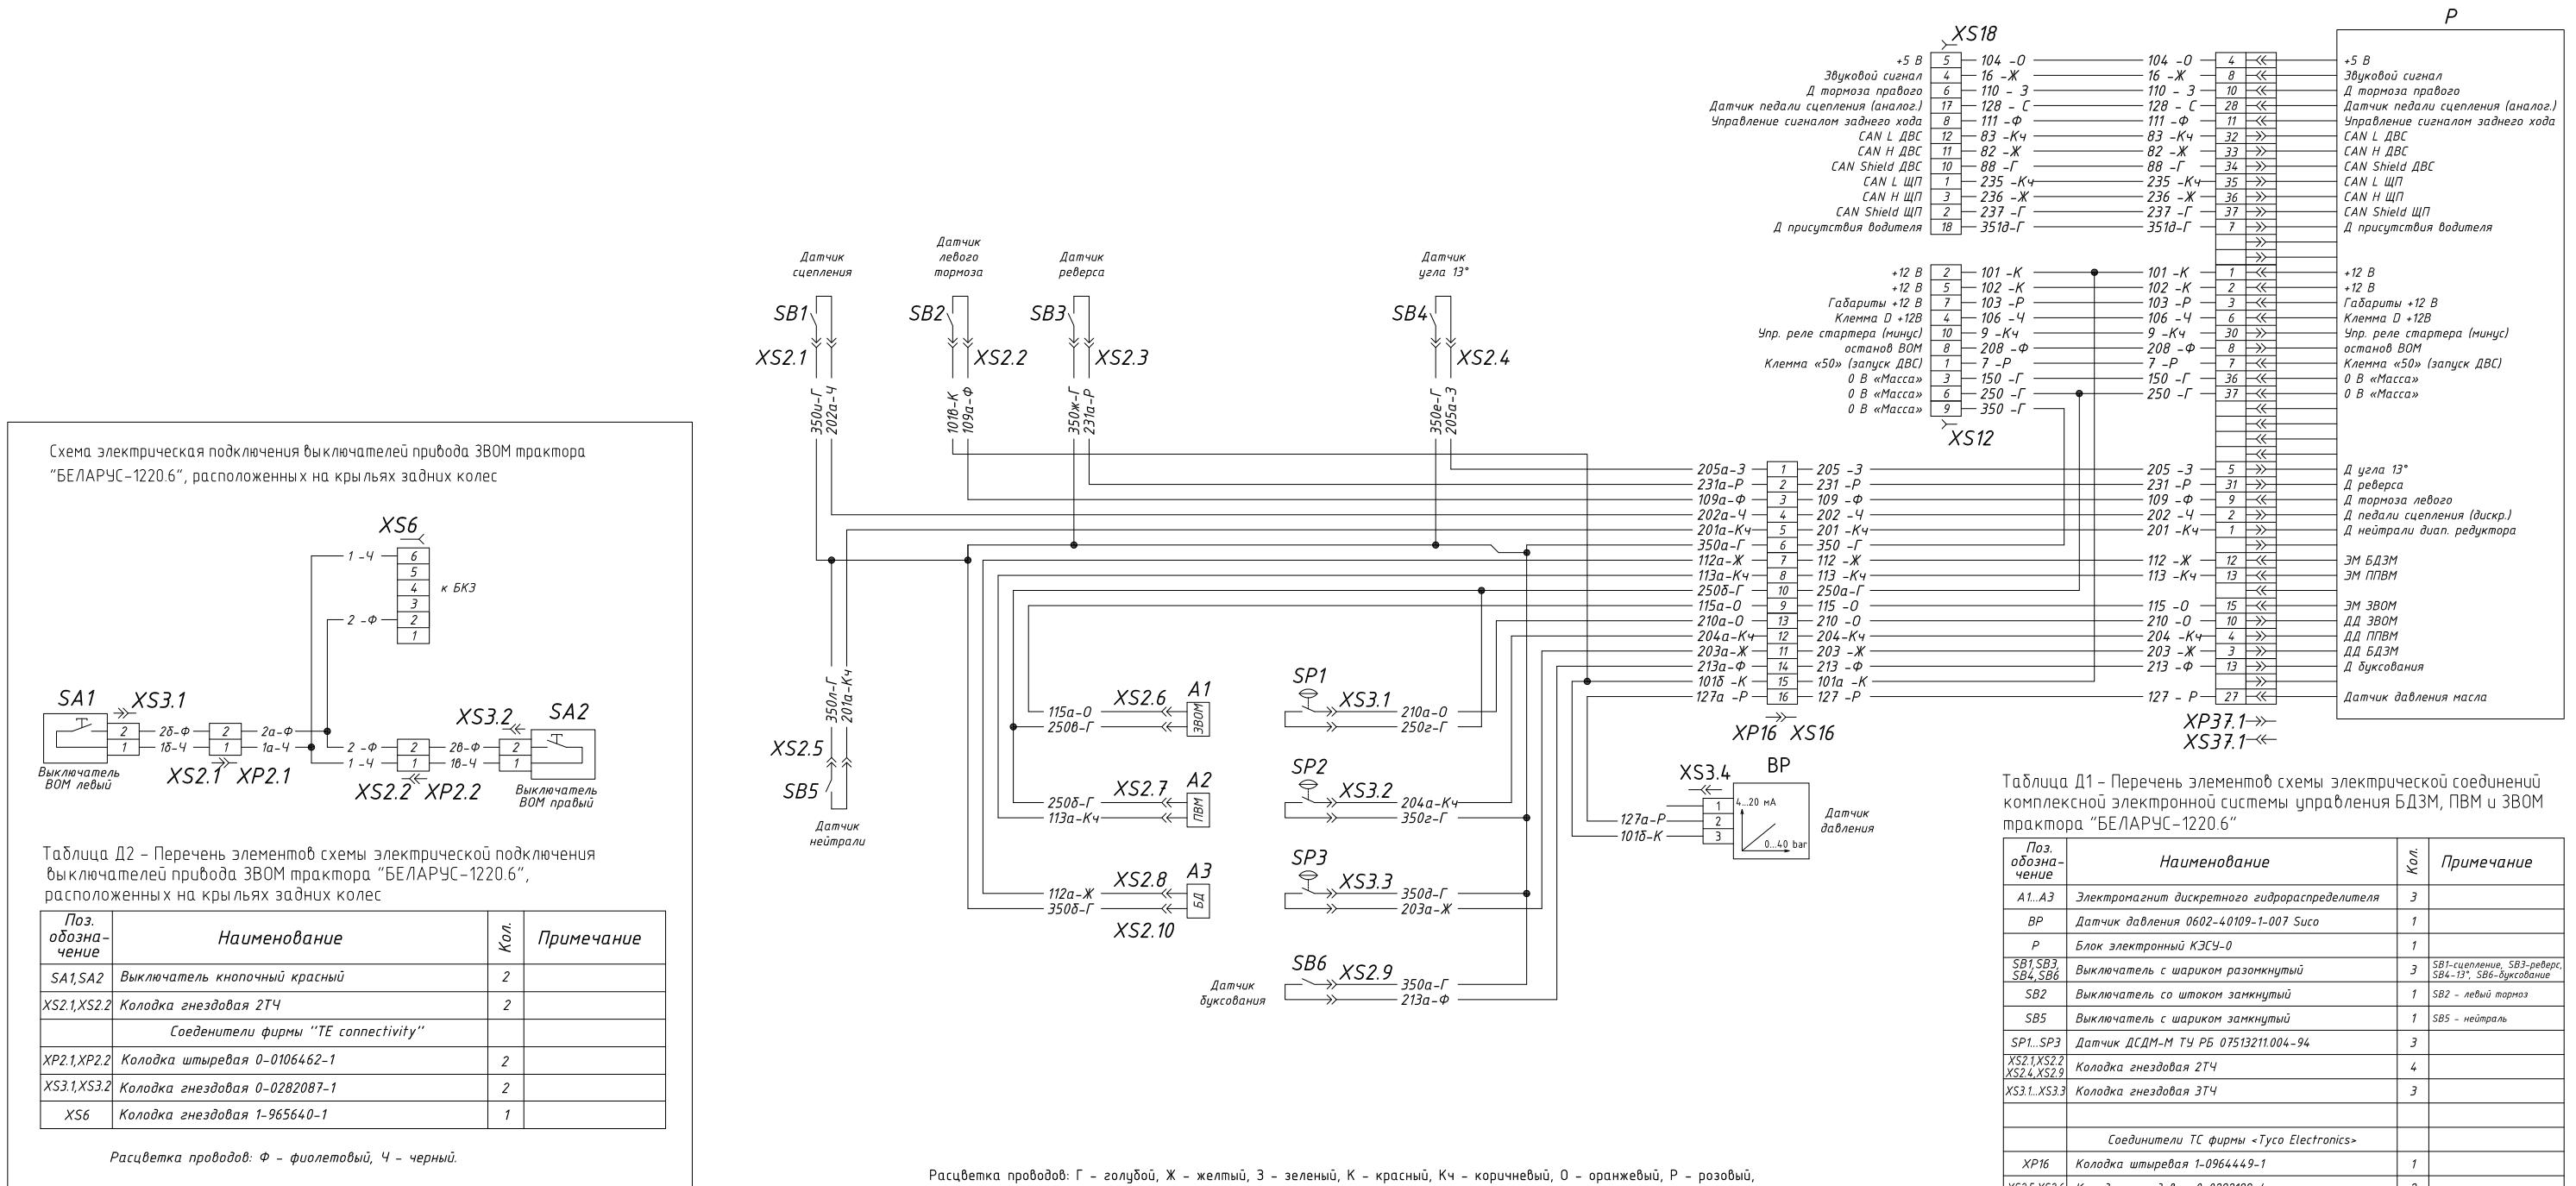 P
XS18
+5 В 5 104 -О 104 -О 4 +5 В
Звуковой сигнал 4 16 -Ж 16 -Ж 8 Звуковой сигнал
Д тормоза правого 6 110 - З 110 - З 10 Д тормоза правого
Датчик педали сцепления (аналог.) 17 128 - С 128 - С 28 Датчик педали сцепления (аналог.)
Управление сигналом заднего хода 8 111 -Ф 111 -Ф 11 Управление сигналом заднего хода
CAN L ДВС 12 83 -Кч 83 -Кч 32 CAN L ДВС
CAN H ДВС 11 82 -Ж 82 -Ж 33 CAN H ДВС
CAN Shield ДВС 10 88 -Г 88 -Г 34 CAN Shield ДВС
CAN L ЩП 1 235 -Кч 235 -Кч 35 CAN L ЩП
CAN H ЩП 3 236 -Ж 236 -Ж 36 CAN H ЩП
CAN Shield ЩП 2 237 -Г 237 -Г 37 CAN Shield ЩП
Д присутствия водителя 18 351д-Г 351д-Г 7 Д присутствия водителя
+12 В 2 101 -К 101 -К 1 +12 В
+12 В 5 102 -К 102 -К 2 +12 В
Габариты +12 В 7 103 -Р 103 -Р 3 Габариты +12 В
Клемма D +12В 4 106 -Ч 106 -Ч 6 Клемма D +12В
Упр. реле стартера (минус) 10 9 -Кч 9 -Кч 30 Упр. реле стартера (минус)
останов ВОМ 8 208 -Ф 208 -Ф 8 останов ВОМ
Клемма «50» (запуск ДВС) 1 7 -Р 7 -Р 7 Клемма «50» (запуск ДВС)
0 В «Масса» 3 150 -Г 150 -Г 36 0 В «Масса»
0 В «Масса» 6 250 -Г 250 -Г 37 0 В «Масса»
0 В «Масса» 9 350 -Г
XS12
Датчик
сцепления
SB1
XS2.1
350и-Г
202а-Ч
Датчик
левого
тормоза
SB2
XS2.2
101в-К
109а-Ф
Датчик
реверса
SB3
XS2.3
350ж-Г
231а-Р
Датчик
угла 13°
SB4
XS2.4
350е-Г
205а-З
205а-З 1 205 -З 205 -З 5 Д угла 13°
231а-Р 2 231 -Р 231 -Р 31 Д реверса
109а-Ф 3 109 -Ф 109 -Ф 9 Д тормоза левого
202а-Ч 4 202 -Ч 202 -Ч 2 Д педали сцепления (дискр.)
201а-Кч 5 201 -Кч 201 -Кч 1 Д нейтрали диап. редуктора
350а-Г 6 350 -Г
112а-Ж 7 112 -Ж 112 -Ж 12 ЭМ БДЗМ
113а-Кч 8 113 -Кч 113 -Кч 13 ЭМ ППВМ
250б-Г 10 250а-Г
115а-О 9 115 -О 115 -О 15 ЭМ ЗВОМ
210а-О 13 210 -О 210 -О 10 ДД ЗВОМ
204а-Кч 12 204-Кч 204 -Кч 4 ДД ППВМ
203а-Ж 11 203 -Ж 203 -Ж 3 ДД БДЗМ
213а-Ф 14 213 -Ф 213 -Ф 13 Д буксования
101б -К 15 101а -К
127а -Р 16 127 -Р 127 - Р 27 Датчик давления масла
XP16 XS16
XP37.1
XS37.1
350л-Г
201а-Кч
XS2.5
SB5
Датчик
нейтрали
115а-О XS2.6 А1 ЗВОМ
250в-Г
250б-Г XS2.7 А2 ПВМ
113а-Кч
112а-Ж XS2.8 А3 БД
350б-Г
XS2.10
SP1 XS3.1 210а-О
250г-Г
SP2 XS3.2 204а-Кч
350г-Г
SP3 XS3.3 350д-Г
203а-Ж
SB6 XS2.9 350а-Г
213а-Ф
Датчик
буксования
XS3.4 BP
1
127а-Р 2
101б-К 3
4...20 мА
0...40 bar
Датчик
давления
Схема электрическая подключения выключателей привода ЗВОМ трактора
"БЕЛАРУС-1220.6", расположенных на крыльях задних колес
XS6
1 -Ч 6
5
4 к БКЗ
3
2 -Ф 2
1
SA1 XS3.1
2 2б-Ф 2 2а-Ф
1 1б-Ч 1 1а-Ч
Выключатель
ВОМ левый
XS2.1 XP2.1
XS3.2 SA2
2 -Ф 2 2в-Ф 2
1 -Ч 1 1в-Ч 1
XS2.2 XP2.2
Выключатель
ВОМ правый
Таблица Д2 - Перечень элементов схемы электрической подключения
выключателей привода ЗВОМ трактора "БЕЛАРУС-1220.6",
расположенных на крыльях задних колес
Поз. обозна- чение Наименование Кол. Примечание
SA1,SA2 Выключатель кнопочный красный 2
XS2.1,XS2.2 Колодка гнездовая 2ТЧ 2
Соеденители фирмы ''TE connectivity''
XP2.1,XP2.2 Колодка штыревая 0-0106462-1 2
XS3.1,XS3.2 Колодка гнездовая 0-0282087-1 2
XS6 Колодка гнездовая 1-965640-1 1
Расцветка проводов: Ф - фиолетовый, Ч - черный.
Расцветка проводов: Г - голубой, Ж - желтый, З - зеленый, К - красный, Кч - коричневый, О - оранжевый, Р - розовый,
Таблица Д1 - Перечень элементов схемы электрической соединений
комплексной электронной системы управления БДЗМ, ПВМ и ЗВОМ
трактора "БЕЛАРУС-1220.6"
Поз. обозна- чение Наименование Кол. Примечание
А1...А3 Электромагнит дискретного гидрораспределителя 3
BP Датчик давления 0602-40109-1-007 Suco 1
P Блок электронный КЭСУ-0 1
SB1,SB3, SB4,SB6 Выключатель с шариком разомкнутый 3 SB1-сцепление, SB3-реверс, SB4-13°, SB6-буксование
SB2 Выключатель со штоком замкнутый 1 SB2 - левый тормоз
SB5 Выключатель с шариком замкнутый 1 SB5 - нейтраль
SP1...SP3 Датчик ДСДМ-М ТУ РБ 07513211.004-94 3
XS2.1,XS2.2 XS2.4,XS2.9 Колодка гнездовая 2ТЧ 4
XS3.1...XS3.3 Колодка гнездовая 3ТЧ 3
Соединители ТС фирмы <Tyco Electronics>
XP16 Колодка штыревая 1-0964449-1 1